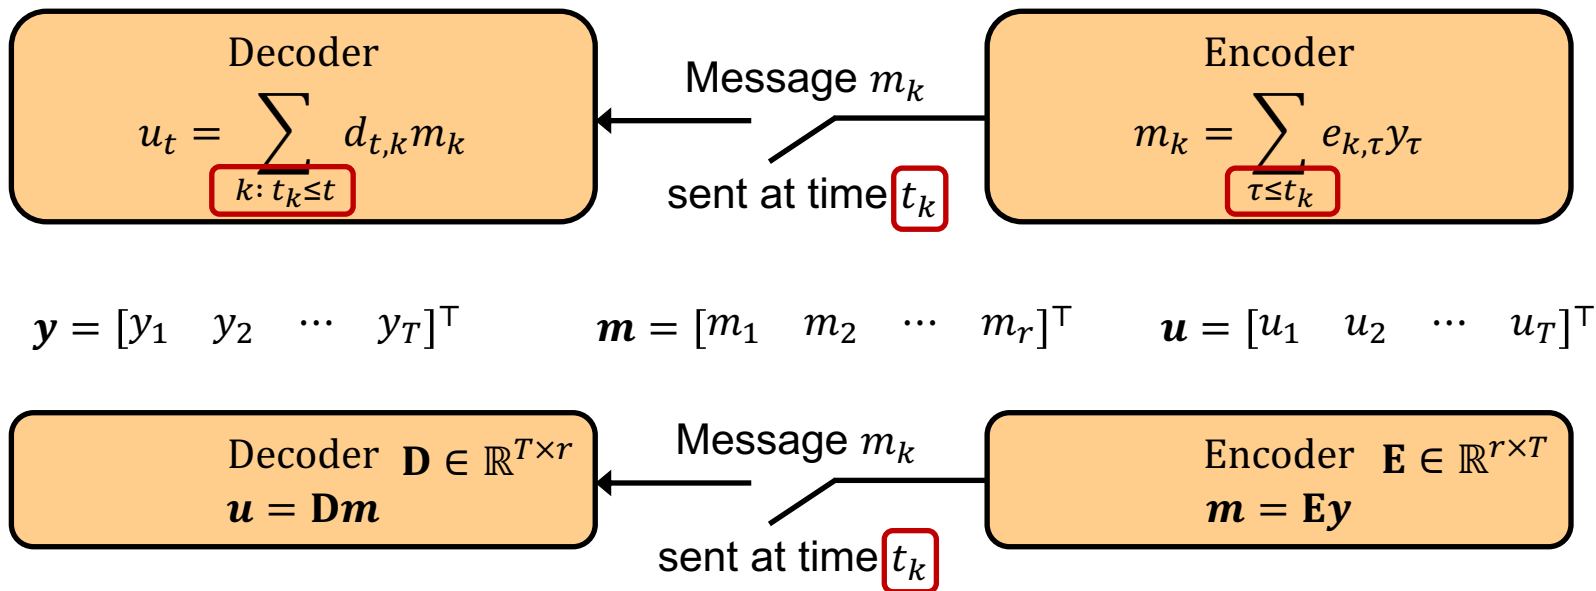 Decoder
u_t = ∑_{k: t_k≤t} d_{t,k} m_k
Message m_k
sent at time t_k
Encoder
m_k = ∑_{τ≤t_k} e_{k,τ} y_τ
𝒚 = [y_1 y_2 ⋯ y_T]^⊤
𝒎 = [m_1 m_2 ⋯ m_r]^⊤
𝒖 = [u_1 u_2 ⋯ u_T]^⊤
Decoder 𝐃 ∈ ℝ^{T×r}
𝒖 = 𝐃𝒎
Message m_k
sent at time t_k
Encoder 𝐄 ∈ ℝ^{r×T}
𝒎 = 𝐄𝒚